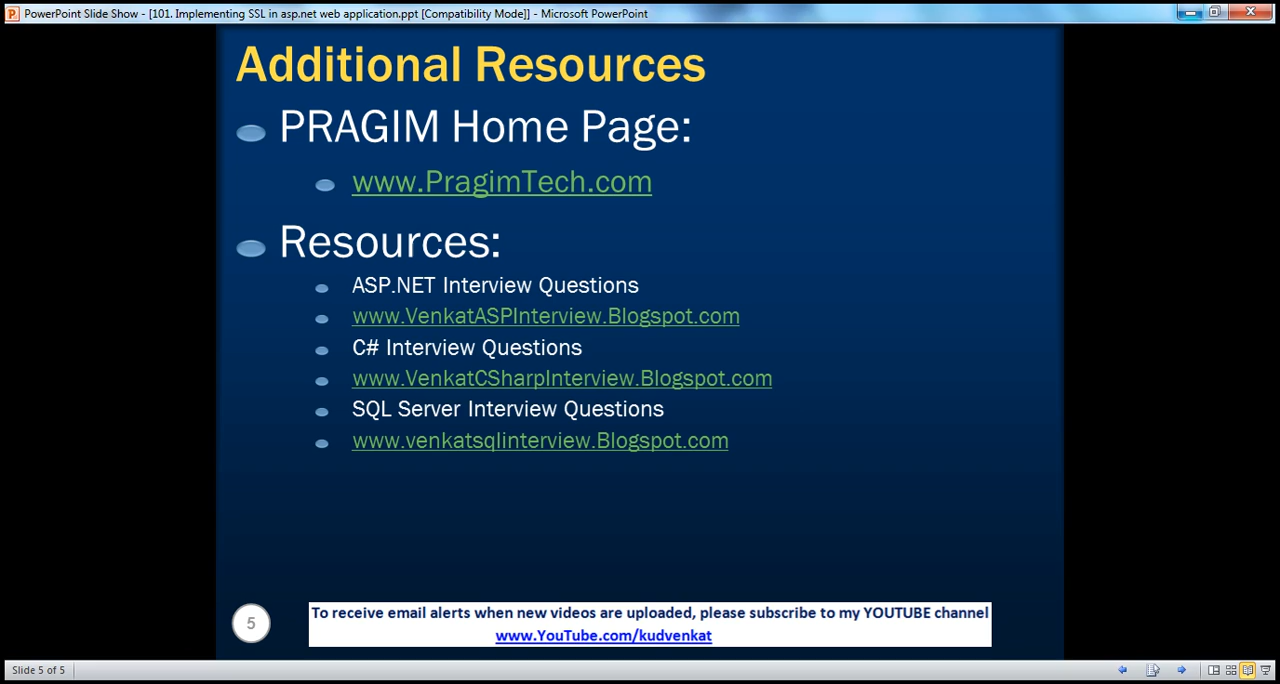 PowerPoint Slide Show - [101. Implementing SSL in asp.net web application.ppt [Compatibility Mode]] - Microsoft PowerPoint
Additional Resources
PRAGIM Home Page:
www.PragimTech.com
Resources:
ASP.NET Interview Questions
www.VenkatASPInterview.Blogspot.com
C# Interview Questions
www.VenkatCSharpInterview.Blogspot.com
SQL Server Interview Questions
www.venkatsqlinterview.Blogspot.com
5
To receive email alerts when new videos are uploaded, please subscribe to my YOUTUBE channel
www.YouTube.com/kudvenkat
Slide 5 of 5